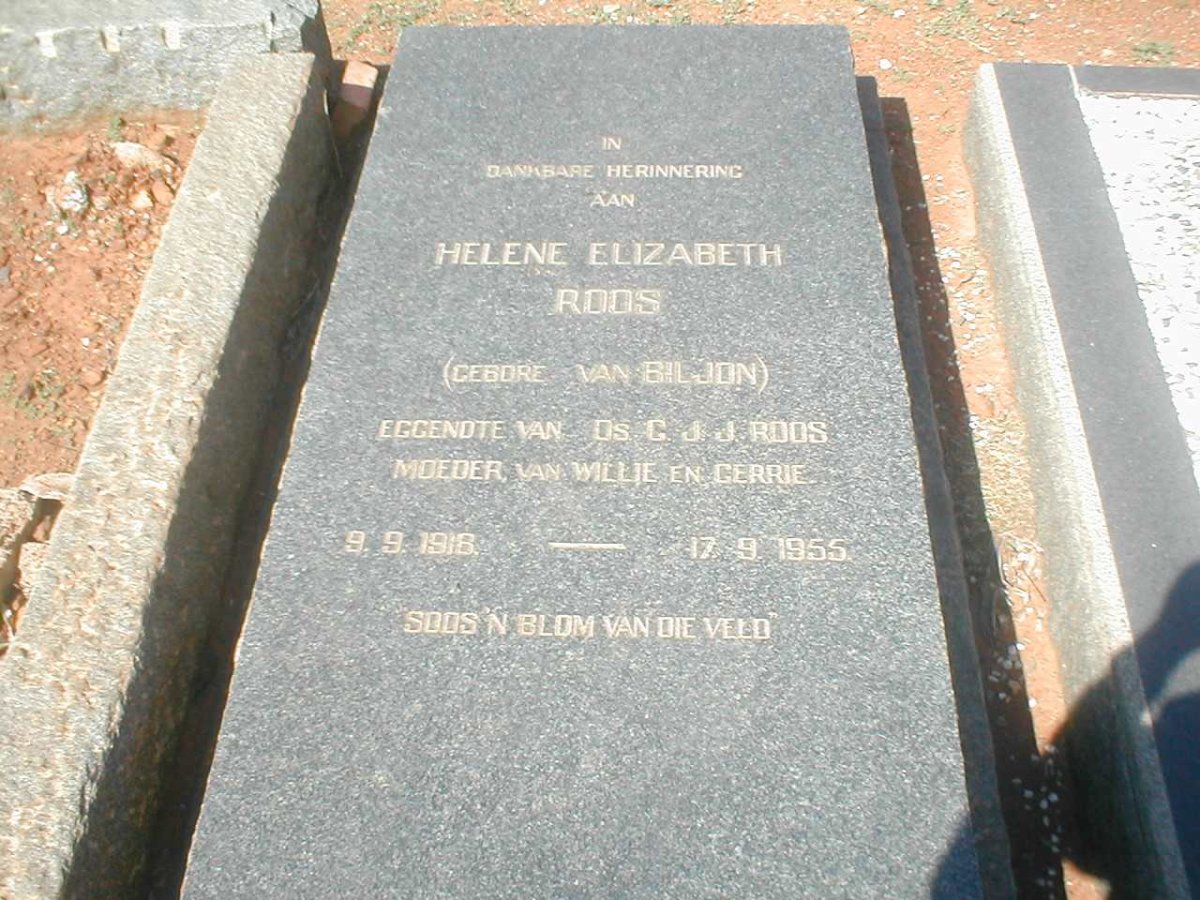 IN
DANKBARE HERINNERING
AAN
HELENE ELIZABETH
ROOS
(GEBORE VAN BILJON)
EGGENOTE VAN DS. G. J. J. ROOS
MOEDER VAN WILLIE EN GERRIE.
9. 9. 1918. — 17. 9. 1955.
"SOOS 'N BLOM VAN DIE VELD"